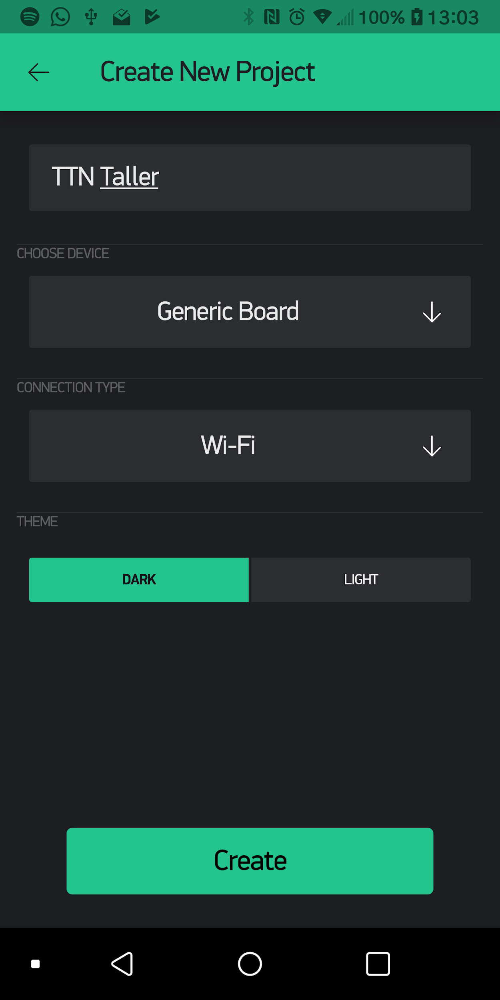 100% 13:03
Create New Project
TTN Taller
CHOOSE DEVICE
Generic Board
CONNECTION TYPE
Wi-Fi
THEME
DARK LIGHT
Create